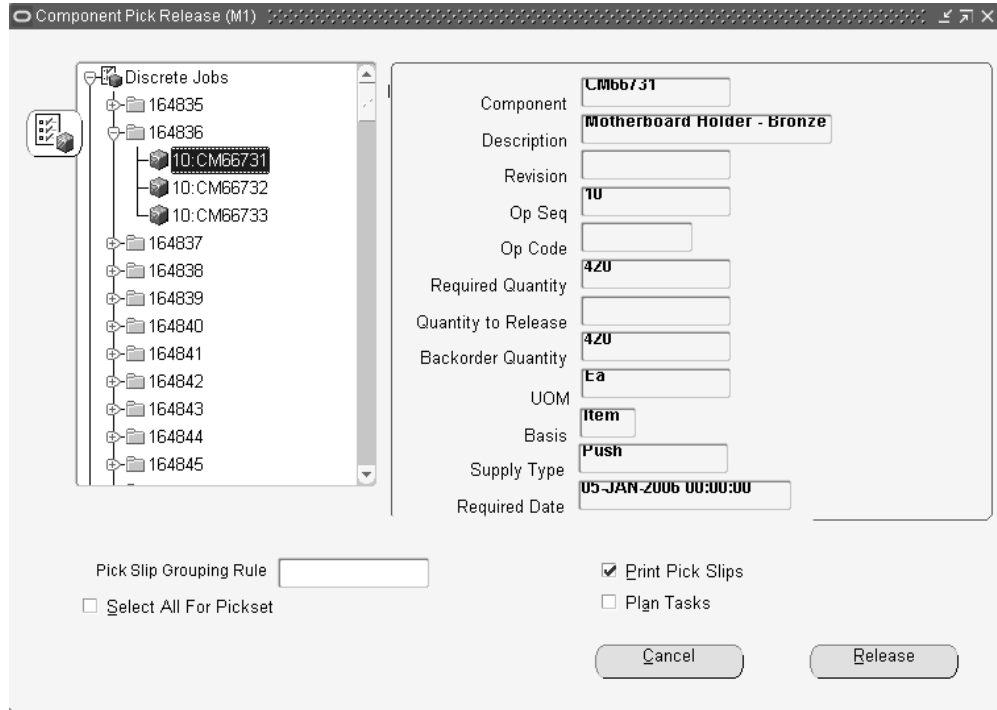 Component Pick Release (M1)
Discrete Jobs
164835
164836
10:CM66731
10:CM66732
10:CM66733
164837
164838
164839
164840
164841
164842
164843
164844
164845
Component CM66731
Description Motherboard Holder - Bronze
Revision
Op Seq 10
Op Code
Required Quantity 420
Quantity to Release
Backorder Quantity 420
UOM Ea
Basis Item
Supply Type Push
Required Date 05-JAN-2006 00:00:00
Pick Slip Grouping Rule
Select All For Pickset
Print Pick Slips
Plan Tasks
Cancel
Release